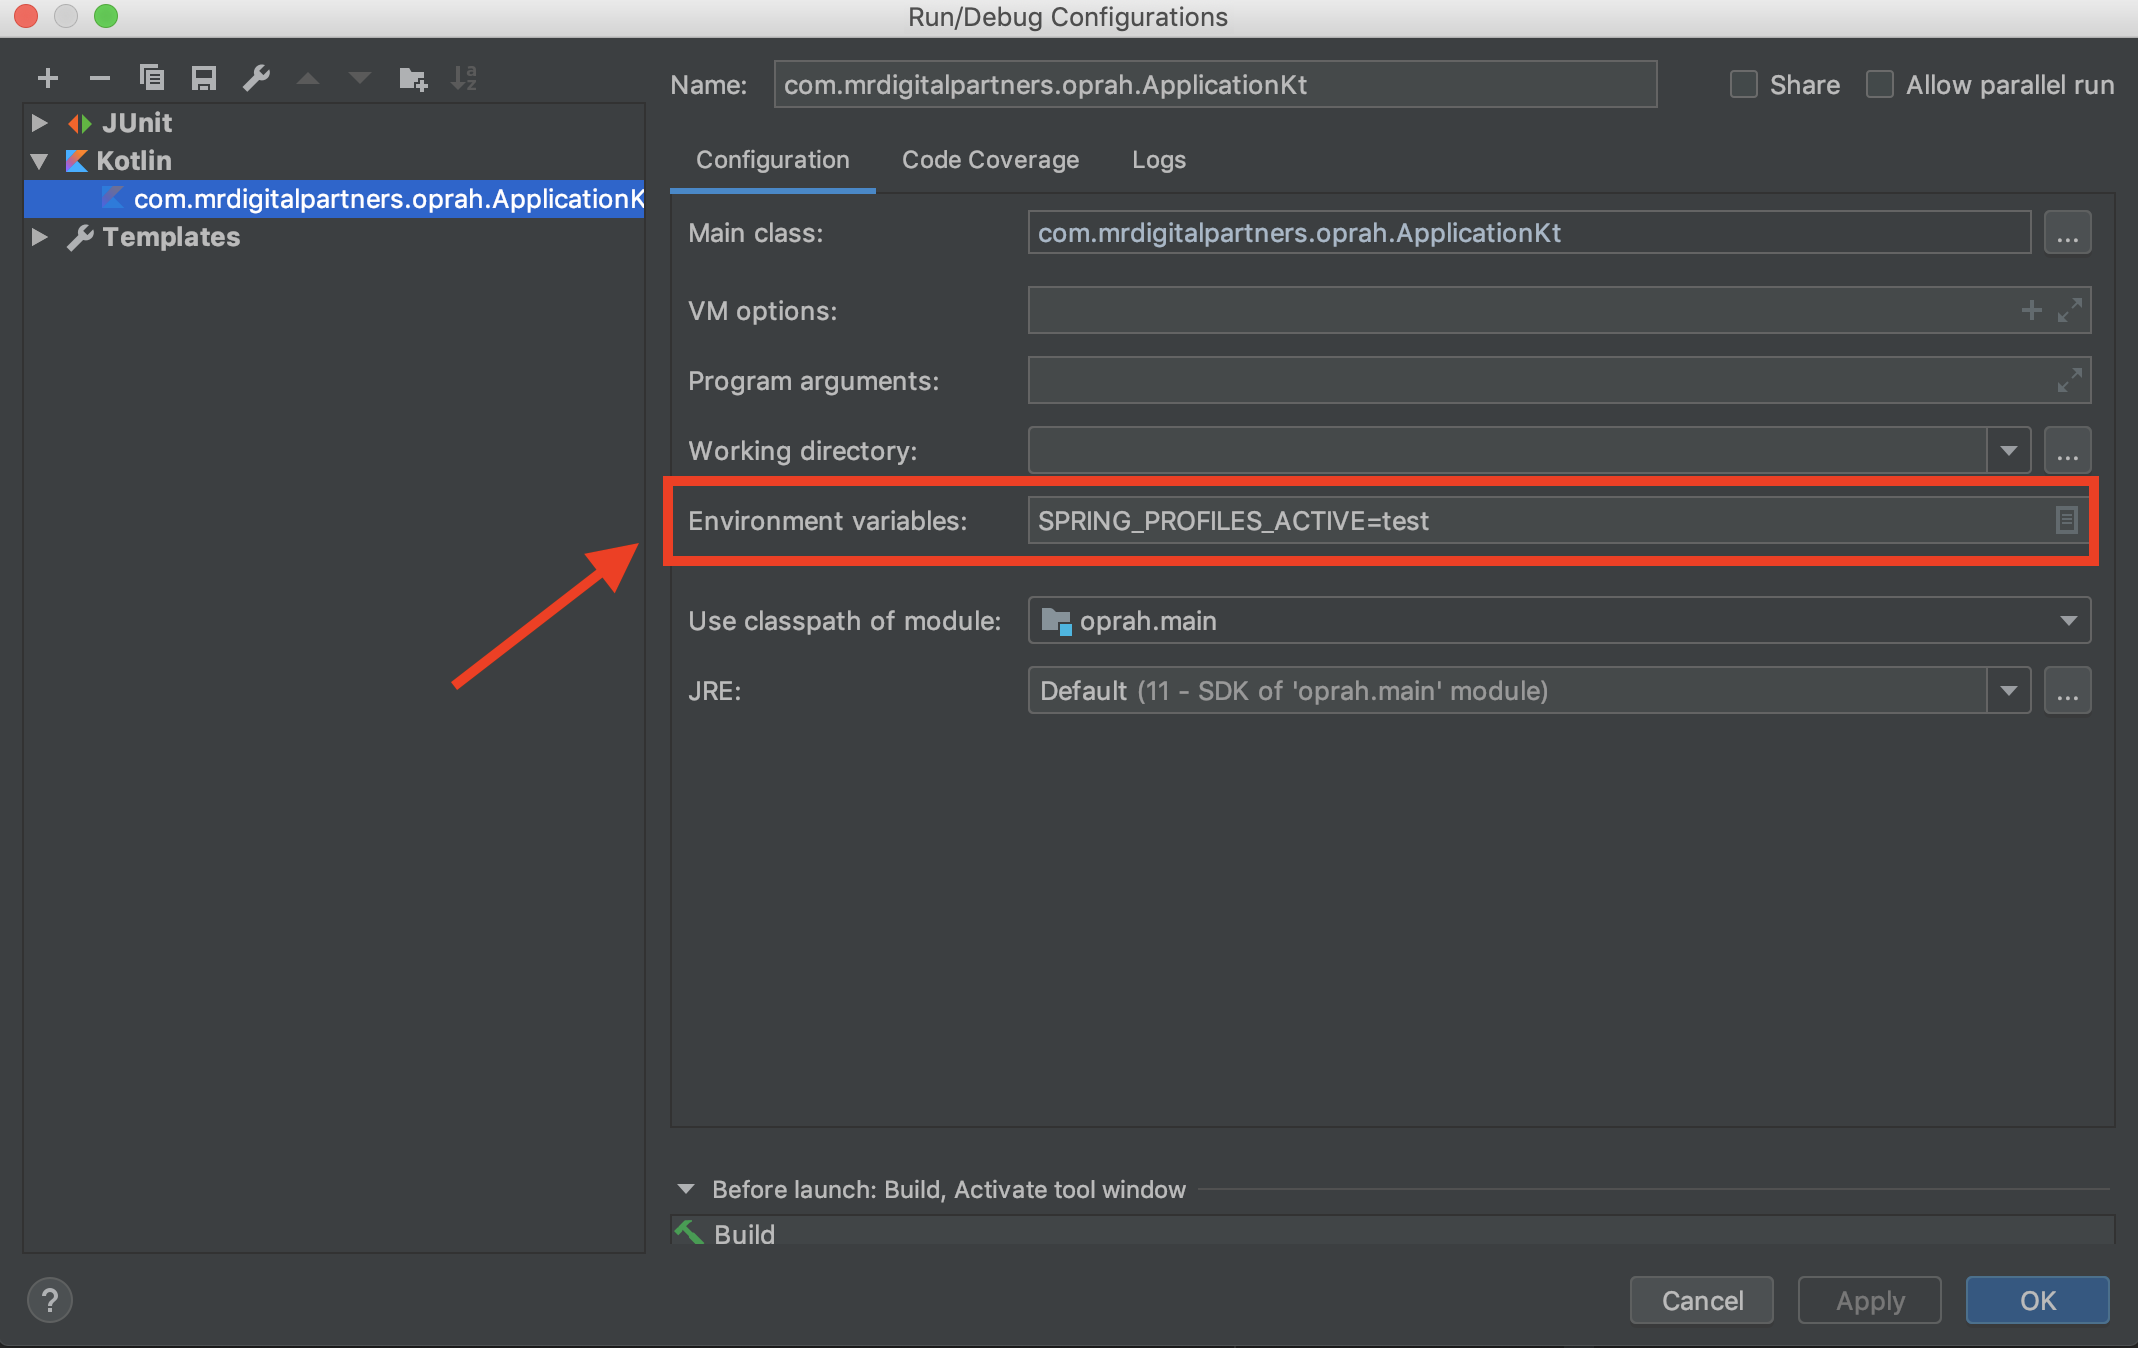 Run/Debug Configurations
Name: com.mrdigitalpartners.oprah.ApplicationKt Share Allow parallel run
JUnit
Kotlin
com.mrdigitalpartners.oprah.ApplicationK
Templates
Configuration Code Coverage Logs
Main class: com.mrdigitalpartners.oprah.ApplicationKt ...
VM options:
Program arguments:
Working directory: ...
Environment variables: SPRING_PROFILES_ACTIVE=test
Use classpath of module: oprah.main
JRE: Default (11 - SDK of 'oprah.main' module) ...
Before launch: Build, Activate tool window
Build
? Cancel Apply OK